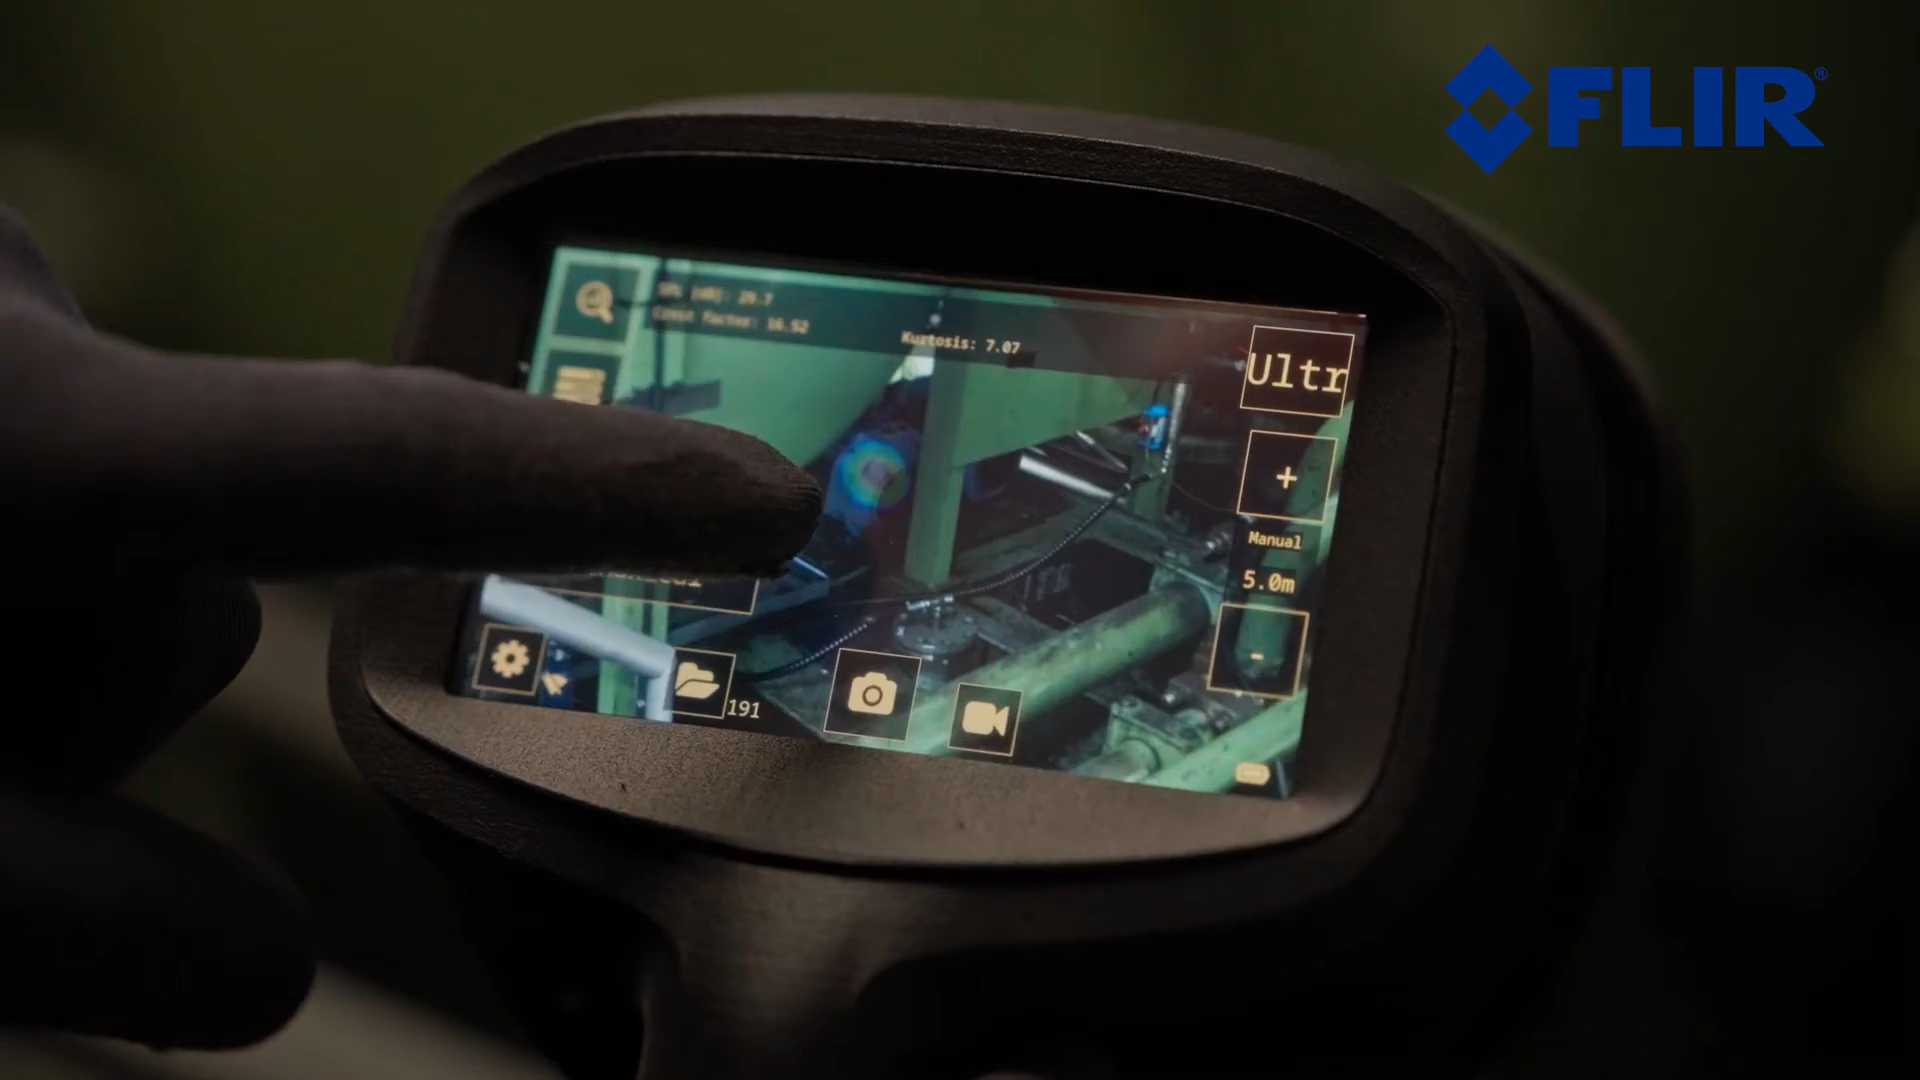 FLIR®
SPL (dB): 29.7
Crest factor: 16.52
Kurtosis: 7.07
Ultr
+
Manual
5.0m
-
191